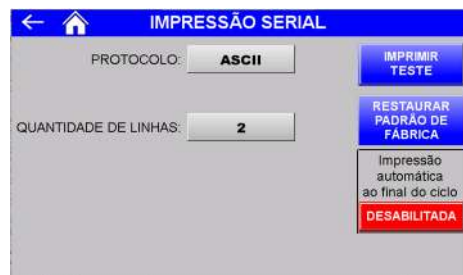 IMPRESSÃO SERIAL
PROTOCOLO:
ASCII
IMPRIMIR
TESTE
QUANTIDADE DE LINHAS:
2
RESTAURAR
PADRÃO DE
FÁBRICA
Impressão
automática
ao final do ciclo
DESABILITADA